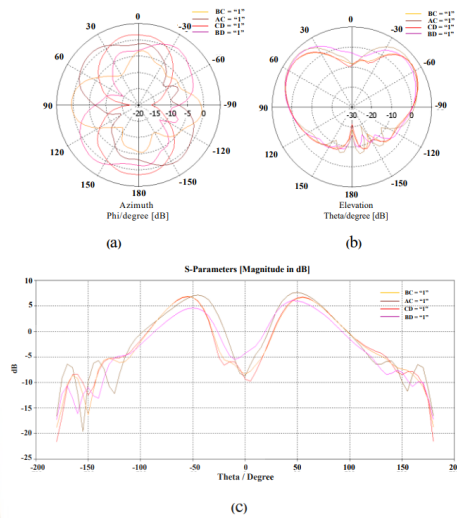 BC = "1"
AC = "1"
CD = "1"
BD = "1"
0
30
-30
60
-60
90
-90
120
-120
150
-150
180
-20 -15 -10 -5 0
Azimuth
Phi/degree [dB]
(a)
BC = "1"
AC = "1"
CD = "1"
BD = "1"
0
30
-30
60
-60
90
-90
120
-120
150
-150
180
-30 -20 -10 0
Elevation
Theta/degree [dB]
(b)
S-Parameters [Magnitude in dB]
BC = "1"
AC = "1"
CD = "1"
BD = "1"
10
5
0
-5
-10
-15
-20
-25
dB
-200 -150 -100 -50 0 50 100 150 20
Theta / Degree
(c)